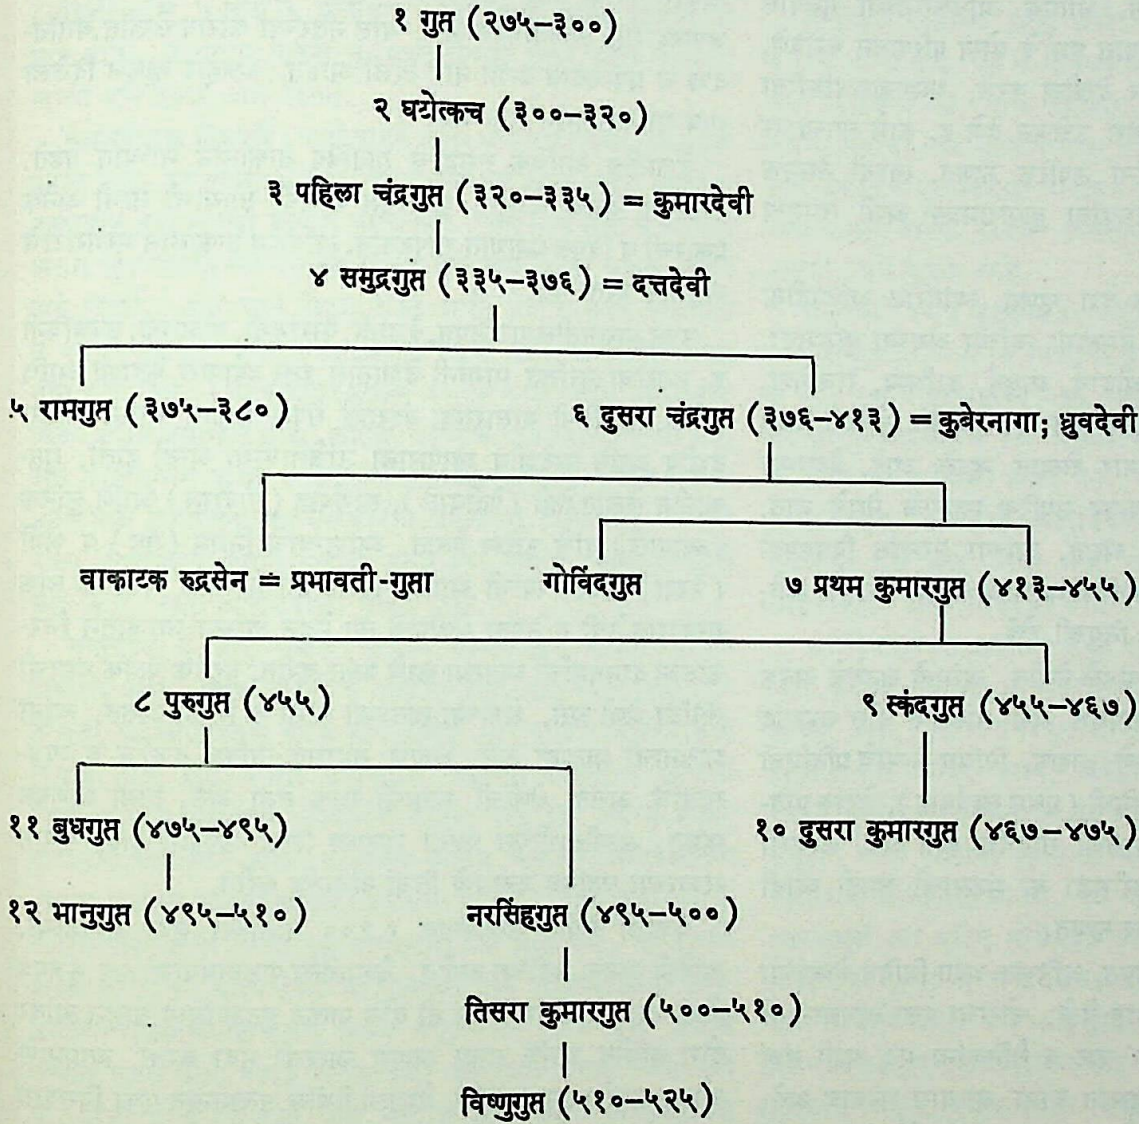 १ गुप्त (२७५–३००)
२ घटोत्कच (३००–३२०)
३ पहिला चंद्रगुप्त (३२०–३३५) = कुमारदेवी
४ समुद्रगुप्त (३३५–३७६) = दत्तदेवी
५ रामगुप्त (३७५–३८०) ६ दुसरा चंद्रगुप्त (३७६–४१३) = कुबेरनागा; ध्रुवदेवी
वाकाटक रुद्रसेन = प्रभावती-गुप्ता गोविंदगुप्त ७ प्रथम कुमारगुप्त (४१३–४५५)
८ पुरुगुप्त (४५५) ९ स्कंदगुप्त (४५५–४६७)
११ बुधगुप्त (४७५–४९५) १० दुसरा कुमारगुप्त (४६७–४७५)
१२ भानुगुप्त (४९५–५१०) नरसिंहगुप्त (४९५–५००)
तिसरा कुमारगुप्त (५००–५१०)
विष्णुगुप्त (५१०–५२५)